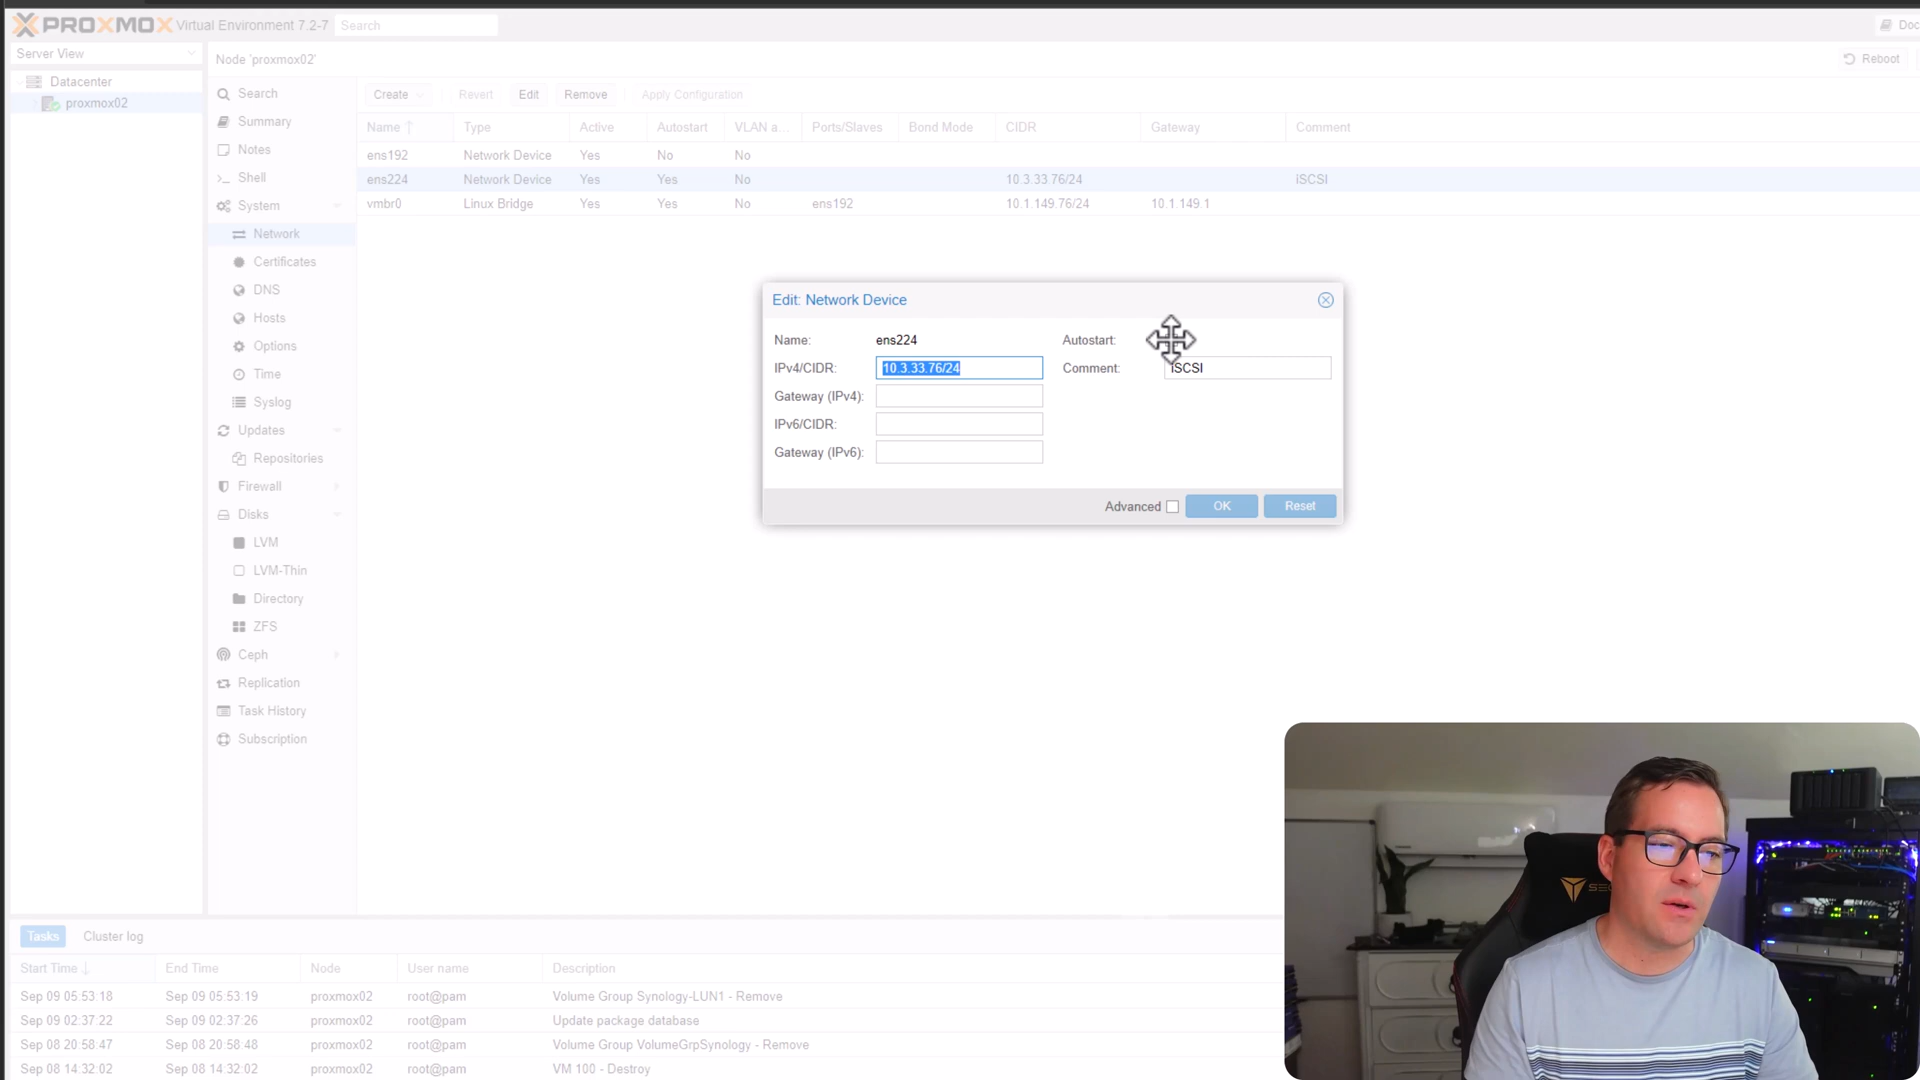 PROXMOX Virtual Environment 7.2-7 Search
Server View
Node 'proxmox02'
Reboot
Datacenter
proxmox02
Search
Summary
Notes
Shell
System
Network
Certificates
DNS
Hosts
Options
Time
Syslog
Updates
Repositories
Firewall
Disks
LVM
LVM-Thin
Directory
ZFS
Ceph
Replication
Task History
Subscription
Create Revert Edit Remove Apply Configuration
Name Type Active Autostart VLAN a... Ports/Slaves Bond Mode CIDR Gateway Comment
ens192 Network Device Yes No No
ens224 Network Device Yes Yes No 10.3.33.76/24 iSCSI
vmbr0 Linux Bridge Yes Yes No ens192 10.1.149.76/24 10.1.149.1
Edit: Network Device
Name: ens224 Autostart:
IPv4/CIDR: 10.3.33.76/24 Comment: iSCSI
Gateway (IPv4):
IPv6/CIDR:
Gateway (IPv6):
Advanced OK Reset
Tasks Cluster log
Start Time End Time Node User name Description
Sep 09 05:53:18 Sep 09 05:53:19 proxmox02 root@pam Volume Group Synology-LUN1 - Remove
Sep 09 02:37:22 Sep 09 02:37:26 proxmox02 root@pam Update package database
Sep 08 20:58:47 Sep 08 20:58:48 proxmox02 root@pam Volume Group VolumeGrpSynology - Remove
Sep 08 14:32:02 Sep 08 14:32:02 proxmox02 root@pam VM 100 - Destroy